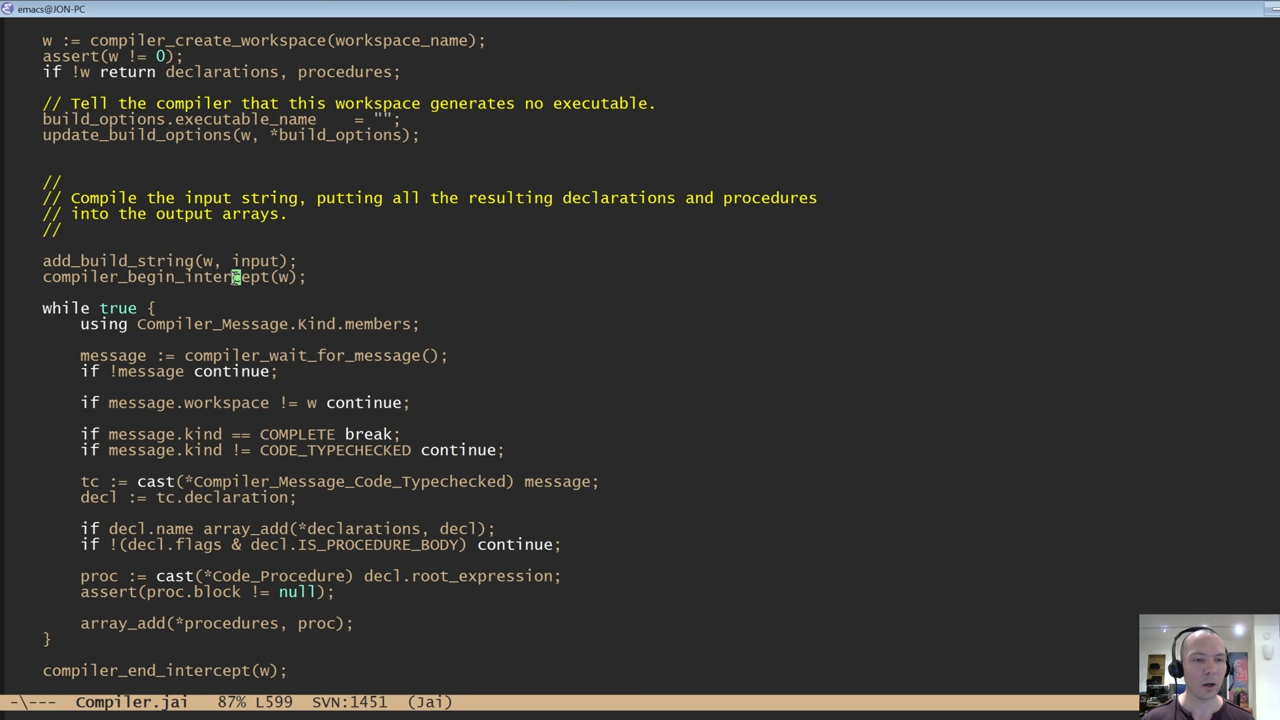 emacs@JON-PC
w := compiler_create_workspace(workspace_name);
assert(w != 0);
if !w return declarations, procedures;
// Tell the compiler that this workspace generates no executable.
build_options.executable_name    = "";
update_build_options(w, *build_options);
//
// Compile the input string, putting all the resulting declarations and procedures
// into the output arrays.
//
add_build_string(w, input);
compiler_begin_intercept(w);
while true {
using Compiler_Message.Kind.members;
message := compiler_wait_for_message();
if !message continue;
if message.workspace != w continue;
if message.kind == COMPLETE break;
if message.kind != CODE_TYPECHECKED continue;
tc := cast(*Compiler_Message_Code_Typechecked) message;
decl := tc.declaration;
if decl.name array_add(*declarations, decl);
if !(decl.flags & decl.IS_PROCEDURE_BODY) continue;
proc := cast(*Code_Procedure) decl.root_expression;
assert(proc.block != null);
array_add(*procedures, proc);
}
compiler_end_intercept(w);
-\--- Compiler.jai 87% L599 SVN:1451 (Jai)